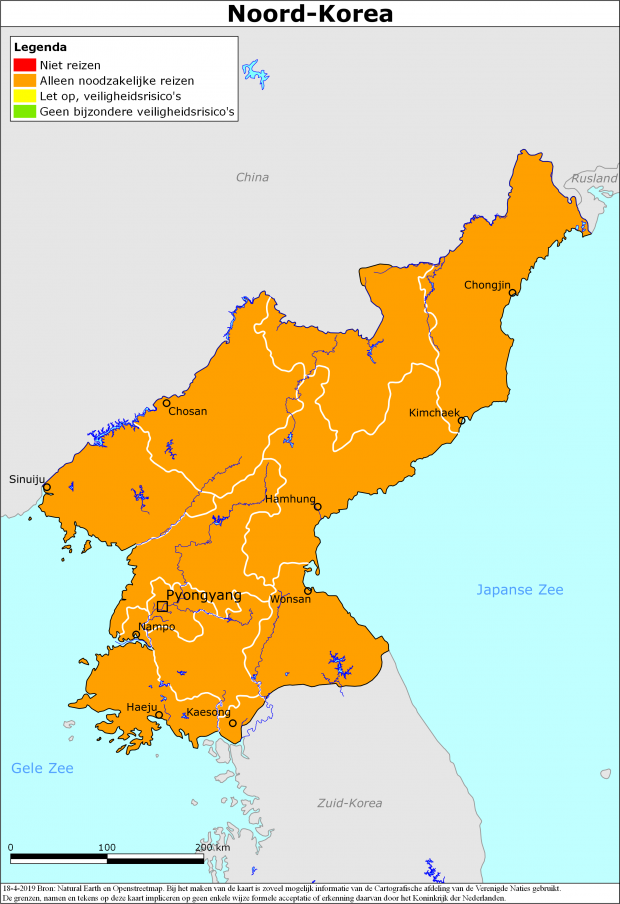 Noord-Korea
Legenda
Niet reizen
Alleen noodzakelijke reizen
Let op, veiligheidsrisico's
Geen bijzondere veiligheidsrisico's
China
Rusland
Chongjin
Chosan
Kimchaek
Sinuiju
Hamhung
Pyongyang
Wonsan
Japanse Zee
Nampo
Haeju
Kaesong
Gele Zee
Zuid-Korea
0 100 200 km
18-4-2019 Bron: Natural Earth en Openstreetmap. Bij het maken van de kaart is zoveel mogelijk informatie van de Cartografische afdeling van de Verenigde Naties gebruikt.
De grenzen, namen en tekens op deze kaart impliceren op geen enkele wijze formele acceptatie of erkenning daarvan door het Koninkrijk der Nederlanden.